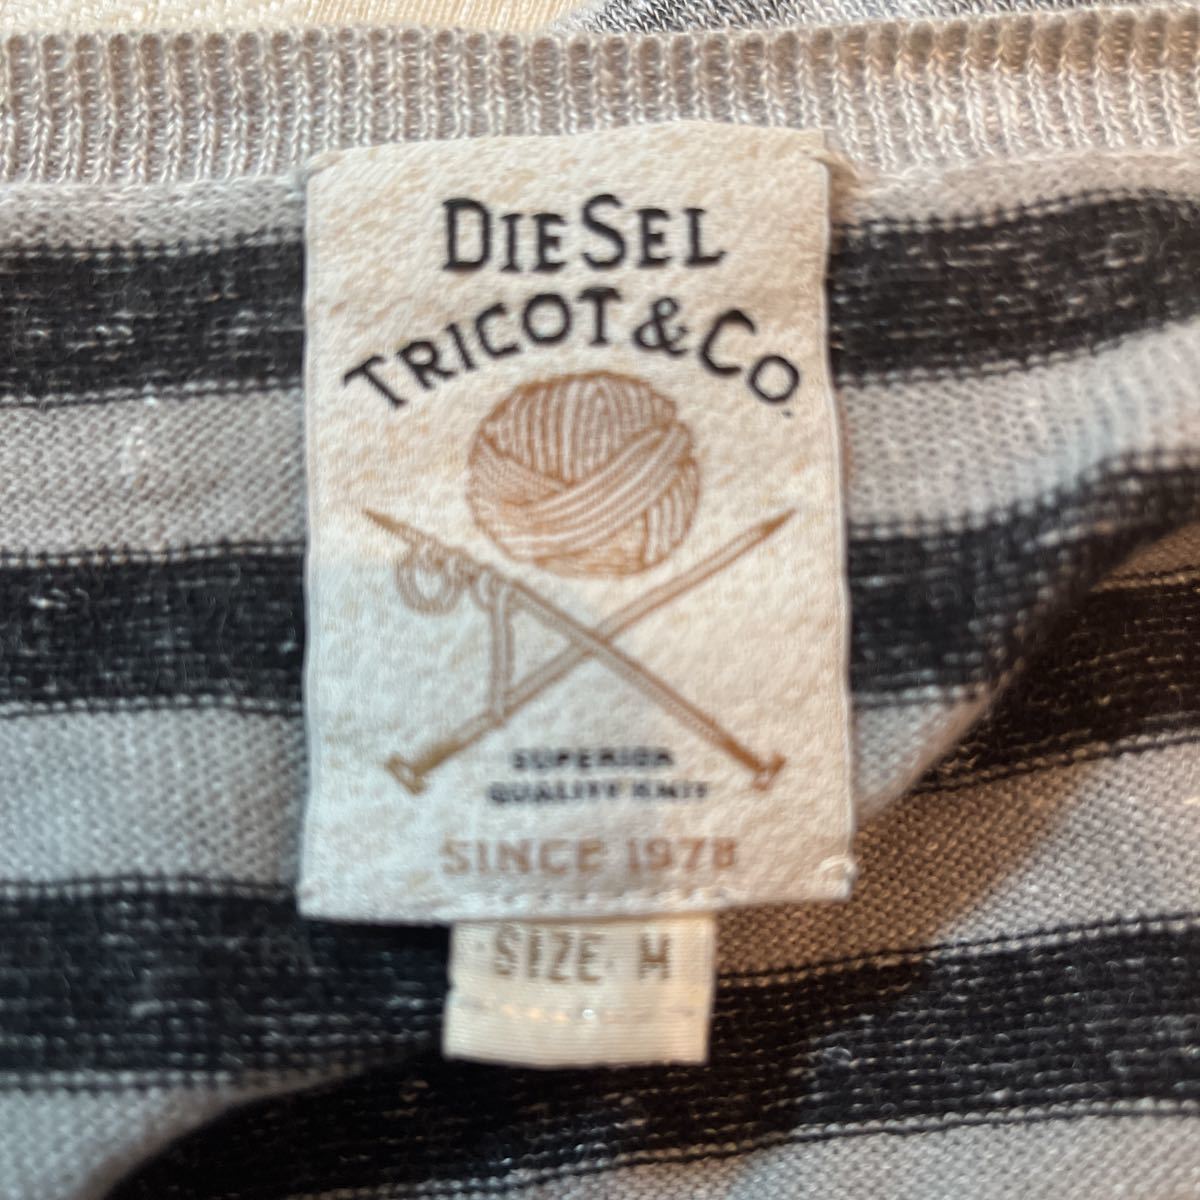 DIESEL
TRICOT & CO.
SUPERIOR
QUALITY KNIT
SINCE 1978
SIZE M